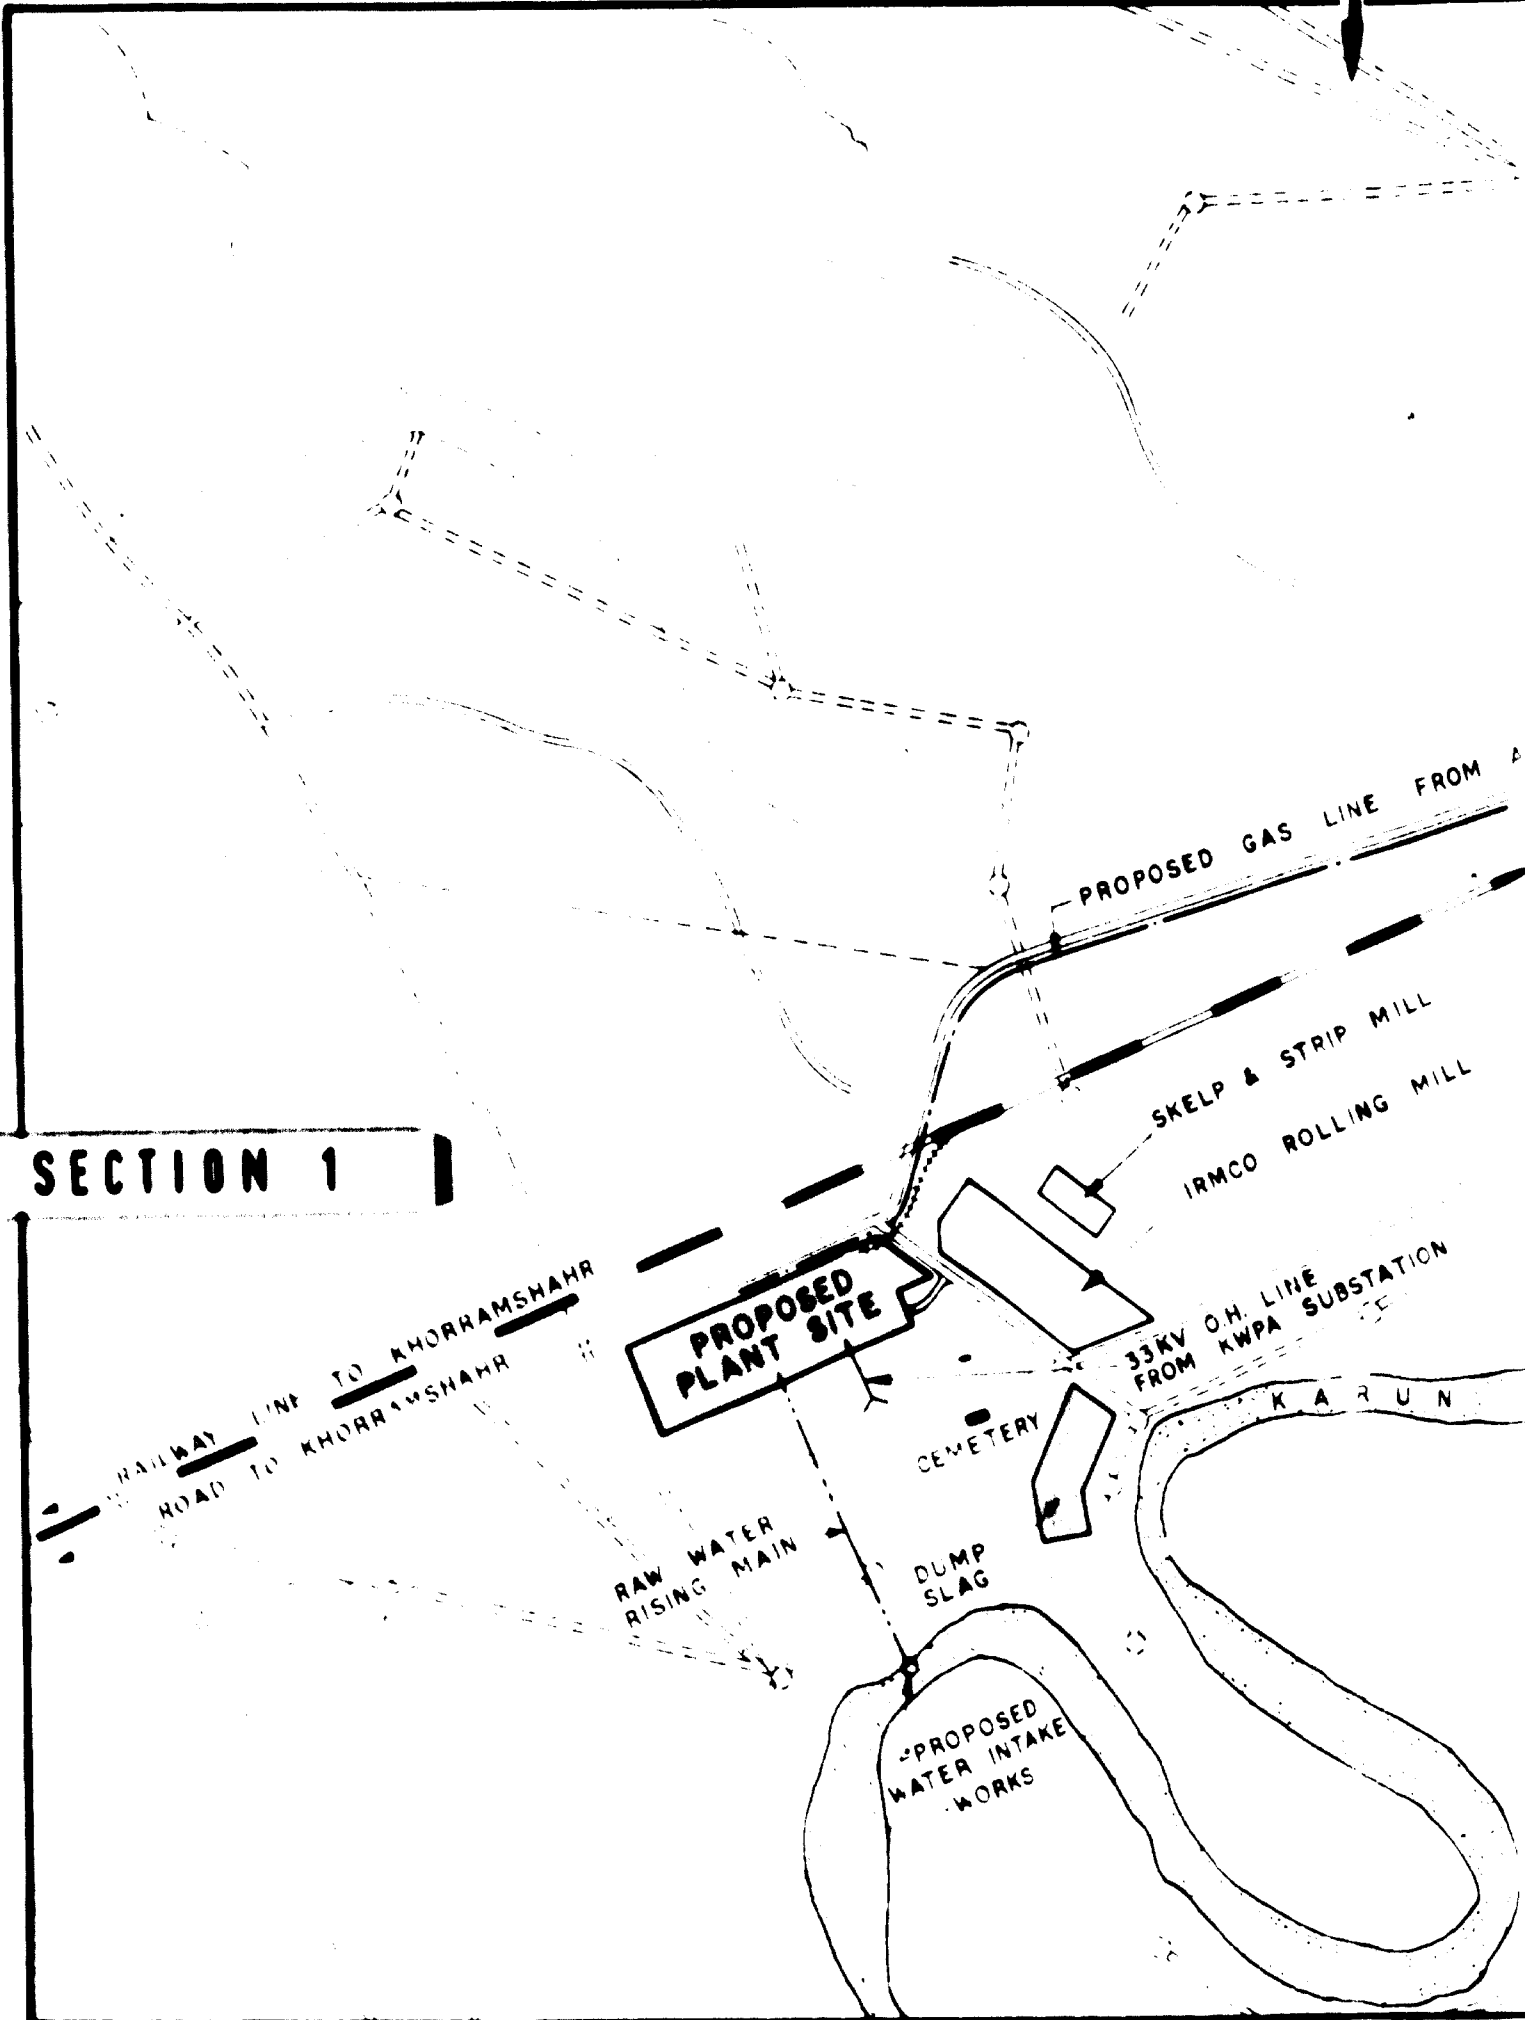 PROPOSED GAS LINE FROM
SKELP & STRIP MILL
IRMCO ROLLING MILL
SECTION 1
PROPOSED
PLANT SITE
33KV O.H. LINE
FROM KWPA SUBSTATION
RAILWAY LINE TO KHORRAMSHAHR
ROAD TO KHORRAMSHAHR
KARUN
CEMETERY
RAW WATER
RISING MAIN
DUMP
SLAG
PROPOSED
WATER INTAKE
WORKS